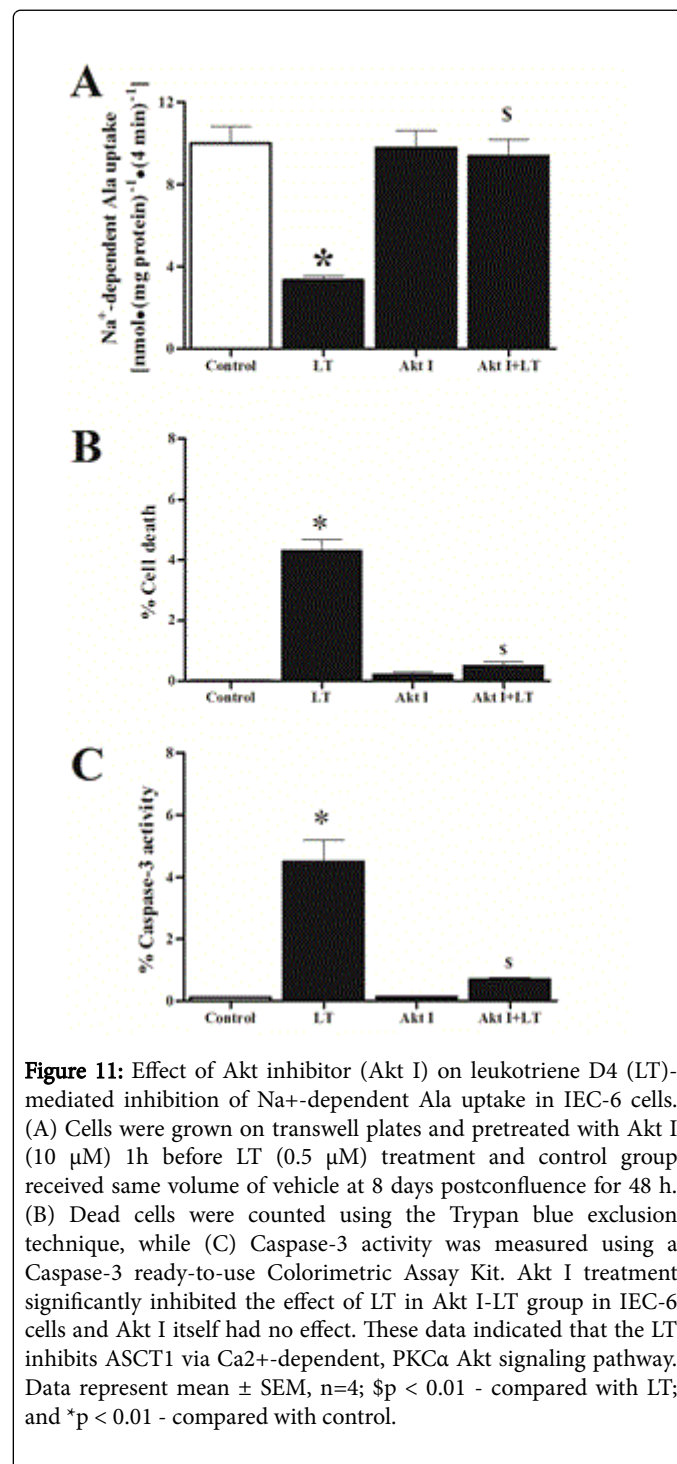 A
Na+-dependent Ala uptake
[nmol•(mg protein)-1•(4 min)-1]
12
8
4
0
*
$
Control LT Akt I Akt I+LT
B
% Cell death
8
6
4
2
0
*
$
Control LT Akt I Akt I+LT
C
% Caspase-3 activity
8
6
4
2
0
*
$
Control LT Akt I Akt I+LT
Figure 11: Effect of Akt inhibitor (Akt I) on leukotriene D4 (LT)-
mediated inhibition of Na+-dependent Ala uptake in IEC-6 cells.
(A) Cells were grown on transwell plates and pretreated with Akt I
(10 μM) 1h before LT (0.5 μM) treatment and control group
received same volume of vehicle at 8 days postconfluence for 48 h.
(B) Dead cells were counted using the Trypan blue exclusion
technique, while (C) Caspase-3 activity was measured using a
Caspase-3 ready-to-use Colorimetric Assay Kit. Akt I treatment
significantly inhibited the effect of LT in Akt I-LT group in IEC-6
cells and Akt I itself had no effect. These data indicated that the LT
inhibits ASCT1 via Ca2+-dependent, PKCα Akt signaling pathway.
Data represent mean ± SEM, n=4; $p < 0.01 - compared with LT;
and *p < 0.01 - compared with control.